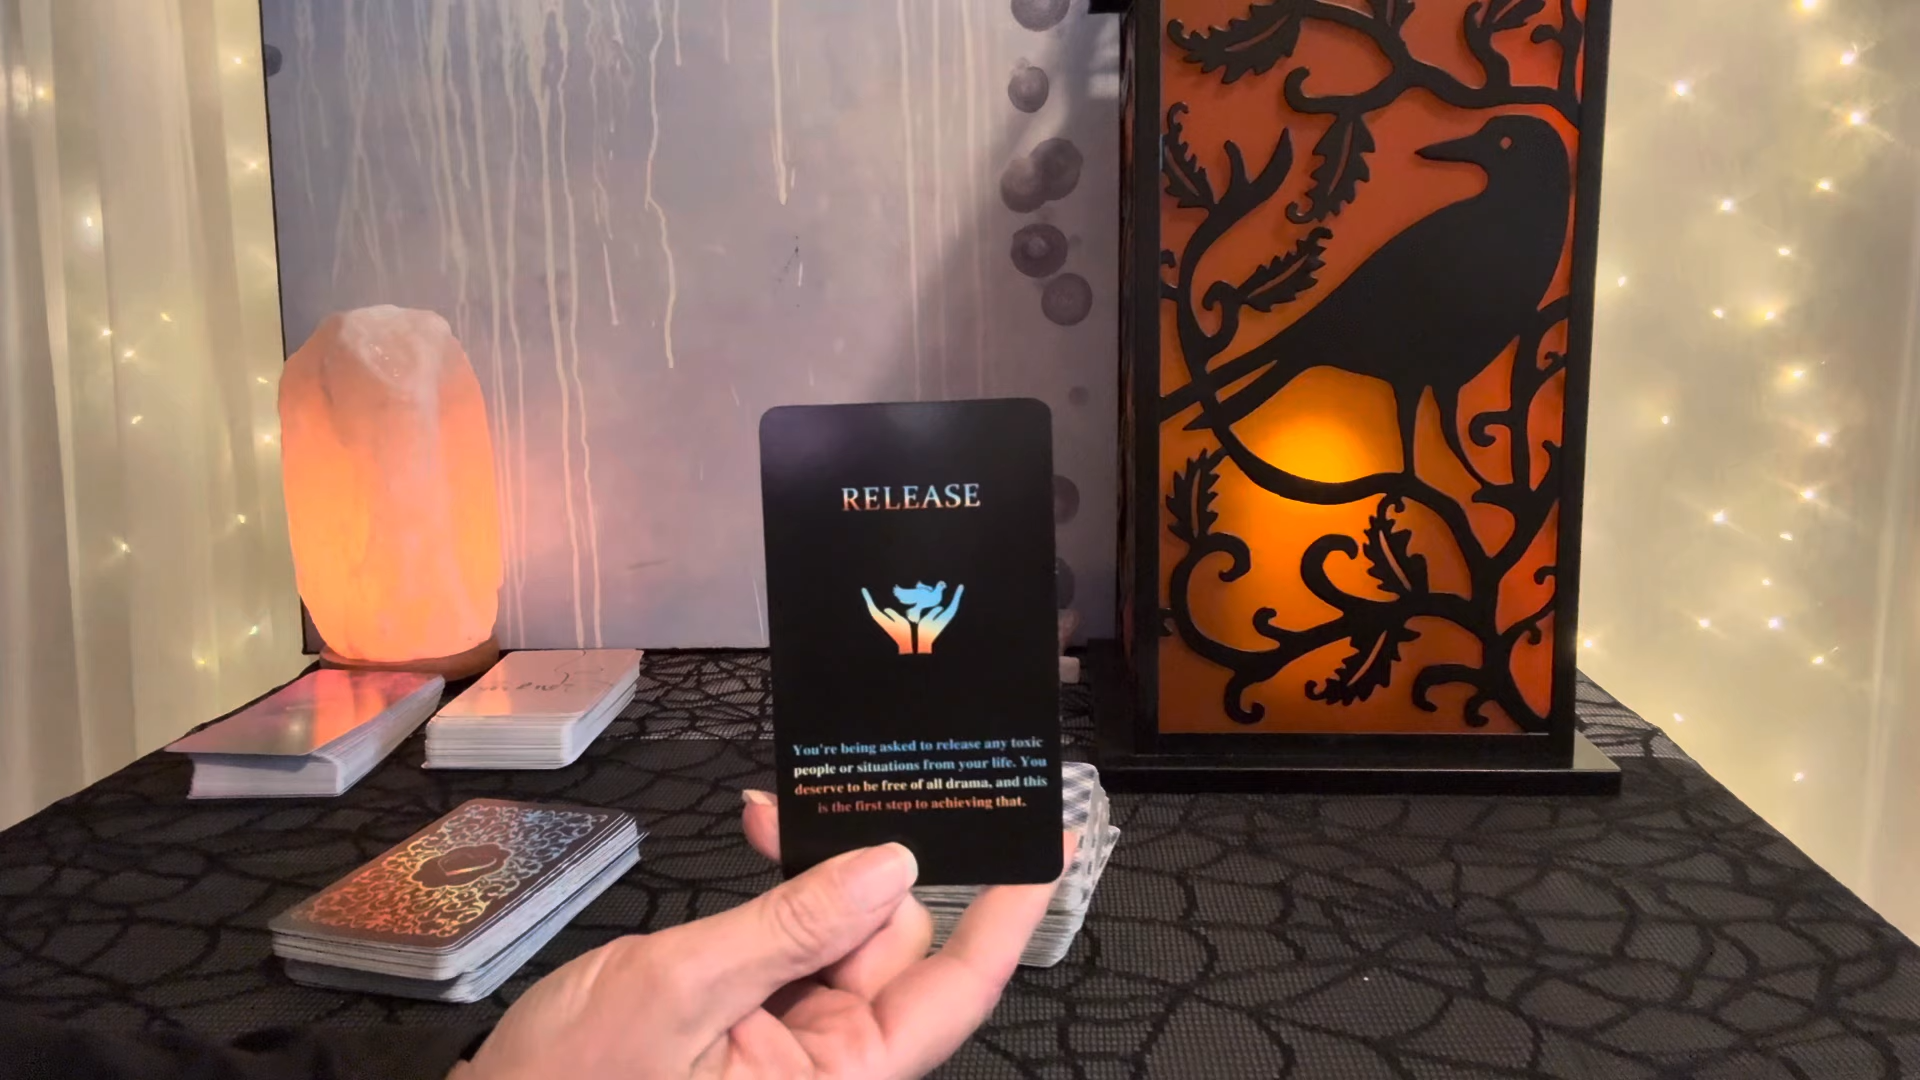 RELEASE
You're being asked to release any toxic
people or situations from your life. You
deserve to be free of all drama, and this
is the first step to achieving that.